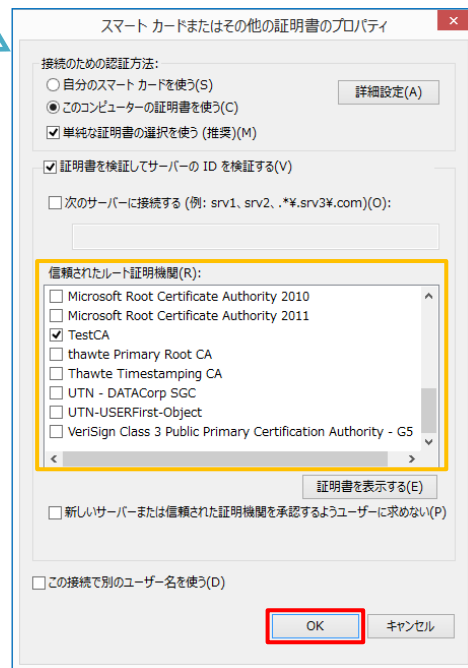 スマート カードまたはその他の証明書のプロパティ
接続のための認証方法:
自分のスマート カードを使う(S)
詳細設定(A)
このコンピューターの証明書を使う(C)
単純な証明書の選択を使う (推奨)(M)
証明書を検証してサーバーの ID を検証する(V)
次のサーバーに接続する (例: srv1、srv2、.*¥.srv3¥.com)(O):
信頼されたルート証明機関(R):
Microsoft Root Certificate Authority 2010
Microsoft Root Certificate Authority 2011
TestCA
thawte Primary Root CA
Thawte Timestamping CA
UTN - DATACorp SGC
UTN-USERFirst-Object
VeriSign Class 3 Public Primary Certification Authority - G5
証明書を表示する(E)
新しいサーバーまたは信頼された証明機関を承認するようユーザーに求めない(P)
この接続で別のユーザー名を使う(D)
OK
キャンセル